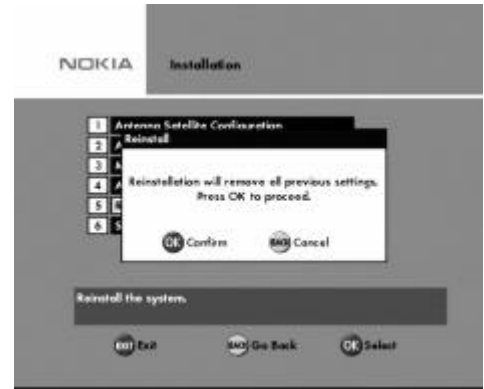 NOKIA
Installation
1 Antenna Satellite Configuration
Reinstall
2 A
3
4 A
5
6 S
Reinstallation will remove all previous settings.
Press OK to proceed.
OK Confirm
BACK Cancel
Reinstall the system.
EXIT Exit
BACK Go Back
OK Select